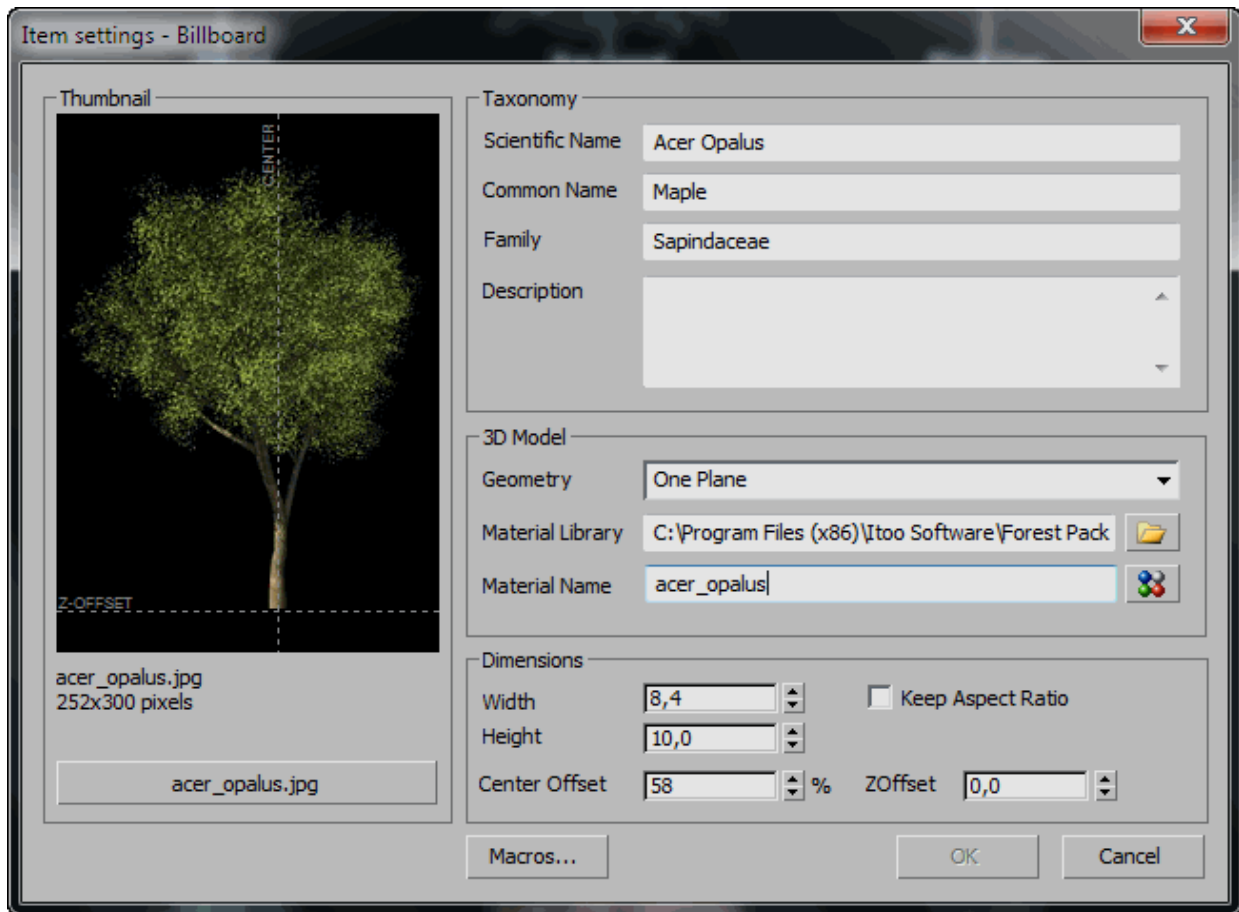 Item settings - Billboard
Thumbnail
CENTER
Z-OFFSET
acer_opalus.jpg
252x300 pixels
acer_opalus.jpg
Taxonomy
Scientific Name Acer Opalus
Common Name Maple
Family Sapindaceae
Description
3D Model
Geometry One Plane
Material Library C:\Program Files (x86)\Itoo Software\Forest Pack
Material Name acer_opalus
Dimensions
Width 8,4 Keep Aspect Ratio
Height 10,0
Center Offset 58 % ZOffset 0,0
Macros... OK Cancel